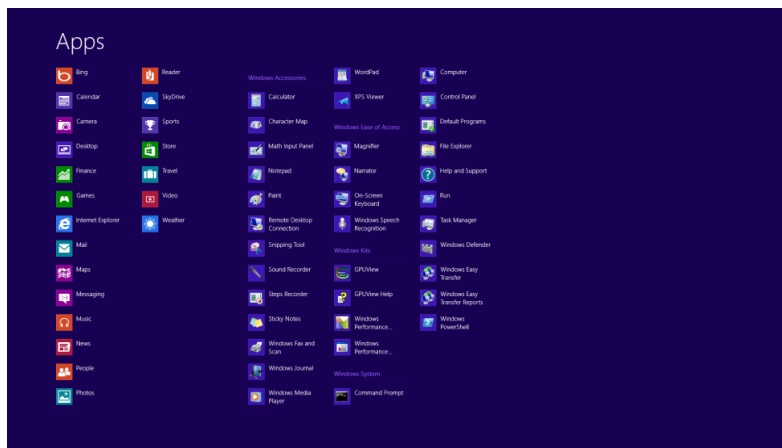 Apps
Bing
Calendar
Camera
Desktop
Finance
Games
Internet Explorer
Mail
Maps
Messaging
Music
News
People
Photos
Reader
SkyDrive
Sports
Store
Travel
Video
Weather
Windows Accessories
Calculator
Character Map
Math Input Panel
Notepad
Paint
Remote Desktop
Connection
Snipping Tool
Sound Recorder
Steps Recorder
Sticky Notes
Windows Fax and
Scan
Windows Journal
Windows Media
Player
WordPad
XPS Viewer
Windows Ease of Access
Magnifier
Narrator
On-Screen
Keyboard
Windows Speech
Recognition
Windows Kits
GPUView
GPUView Help
Windows
Performance...
Windows
Performance...
Windows System
Command Prompt
Computer
Control Panel
Default Programs
File Explorer
Help and Support
Run
Task Manager
Windows Defender
Windows Easy
Transfer
Windows Easy
Transfer Reports
Windows
PowerShell